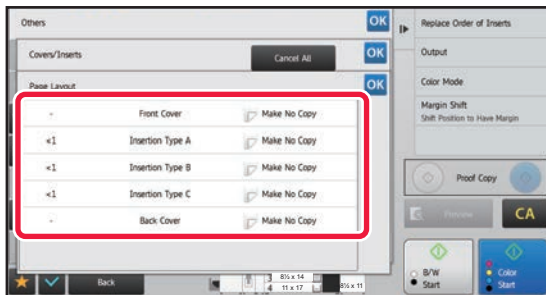 Others
OK
Replace Order of Inserts
Covers/Inserts
Cancel All
OK
Output
Page Layout
OK
Color Mode
- Front Cover Make No Copy
Margin Shift
Shift Position to Have Margin
<1 Insertion Type A Make No Copy
<1 Insertion Type B Make No Copy
<1 Insertion Type C Make No Copy
Proof Copy
- Back Cover Make No Copy
Preview
CA
Back
3 8½ x 14
4 11 x 17
8½ x 11
B/W
Start
Color
Start